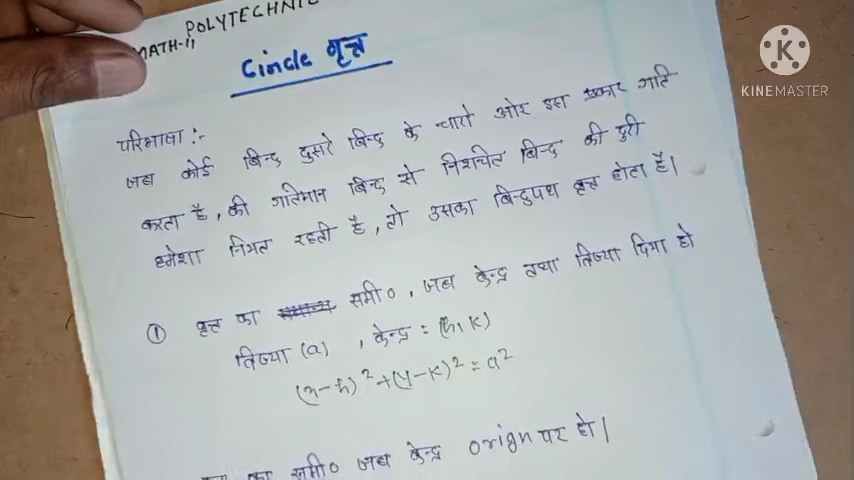 POLYTECHNIC
MATH-II
Circle वृत्त
परिभाषा :-
जब कोई बिन्दु दुसरे बिन्दु के चारो ओर इस प्रकार गति
करता है, की गतिमान बिन्दु से निश्चित बिन्दु की दुरी
हमेशा नियत रहती है, तो उसका बिन्दुपथ वृत्त होता है।
① वृत्त का समी०, जब केन्द्र तथा त्रिज्या दिया हो
त्रिज्या (a), केन्द्र = (h, k)
(x-h)²+(y-k)²=a²
का समी० जब केन्द्र orign पर हो।
KINEMASTER